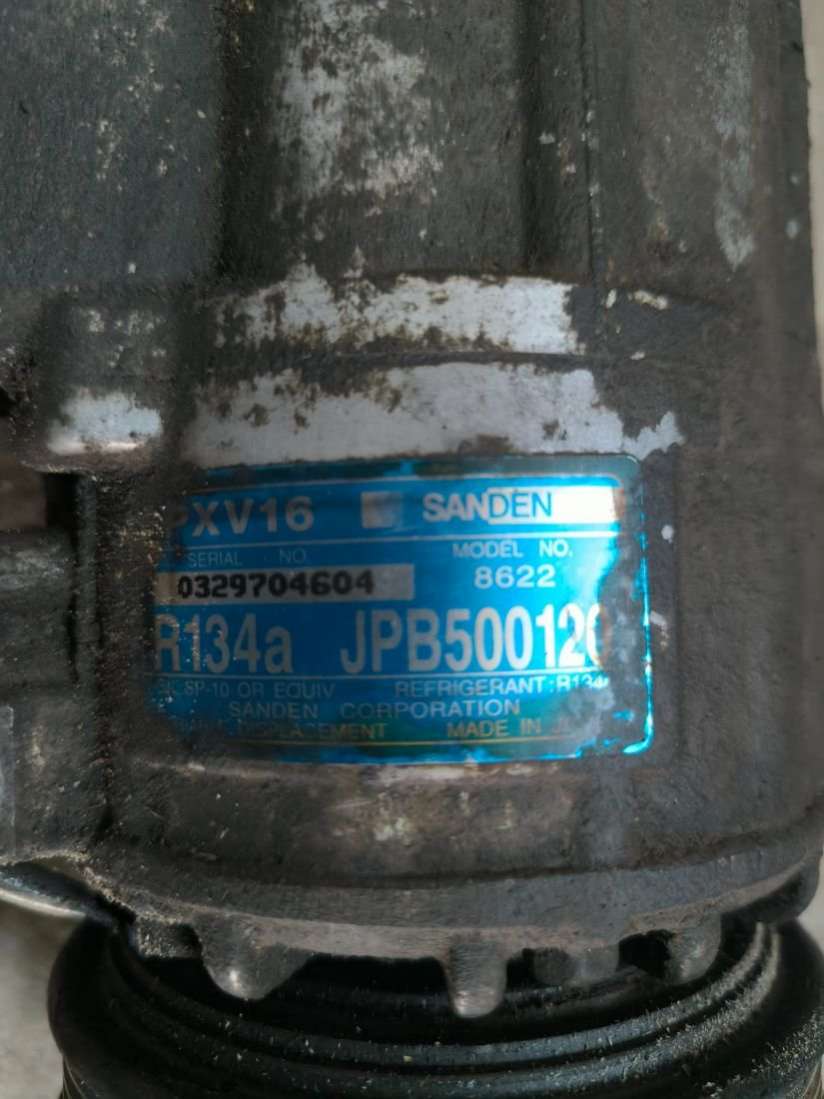 PXV16 SANDEN
SERIAL NO. MODEL NO.
0329704604 8622
R134a JPB500120
SP-10 OR EQUIV REFRIGERANT:R134
SANDEN CORPORATION
DISPLACEMENT MADE IN